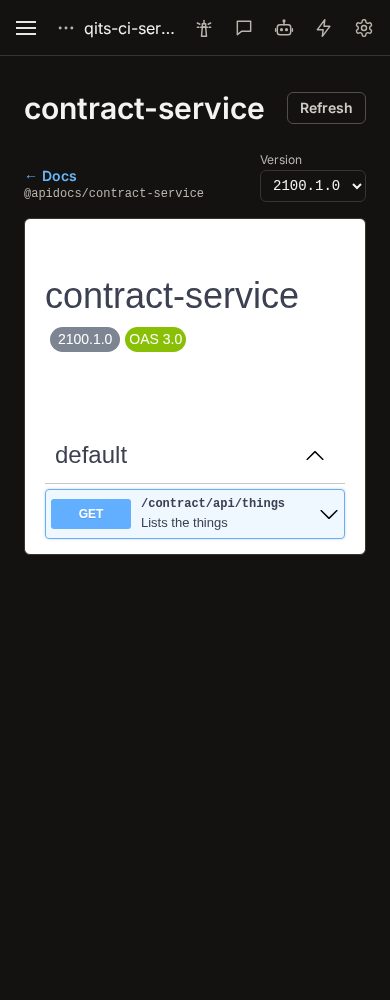 ... qits-ci-ser...
contract-service
Refresh
Version
← Docs
@apidocs/contract-service
2100.1.0
contract-service
2100.1.0
OAS 3.0
default
GET
/contract/api/things
Lists the things